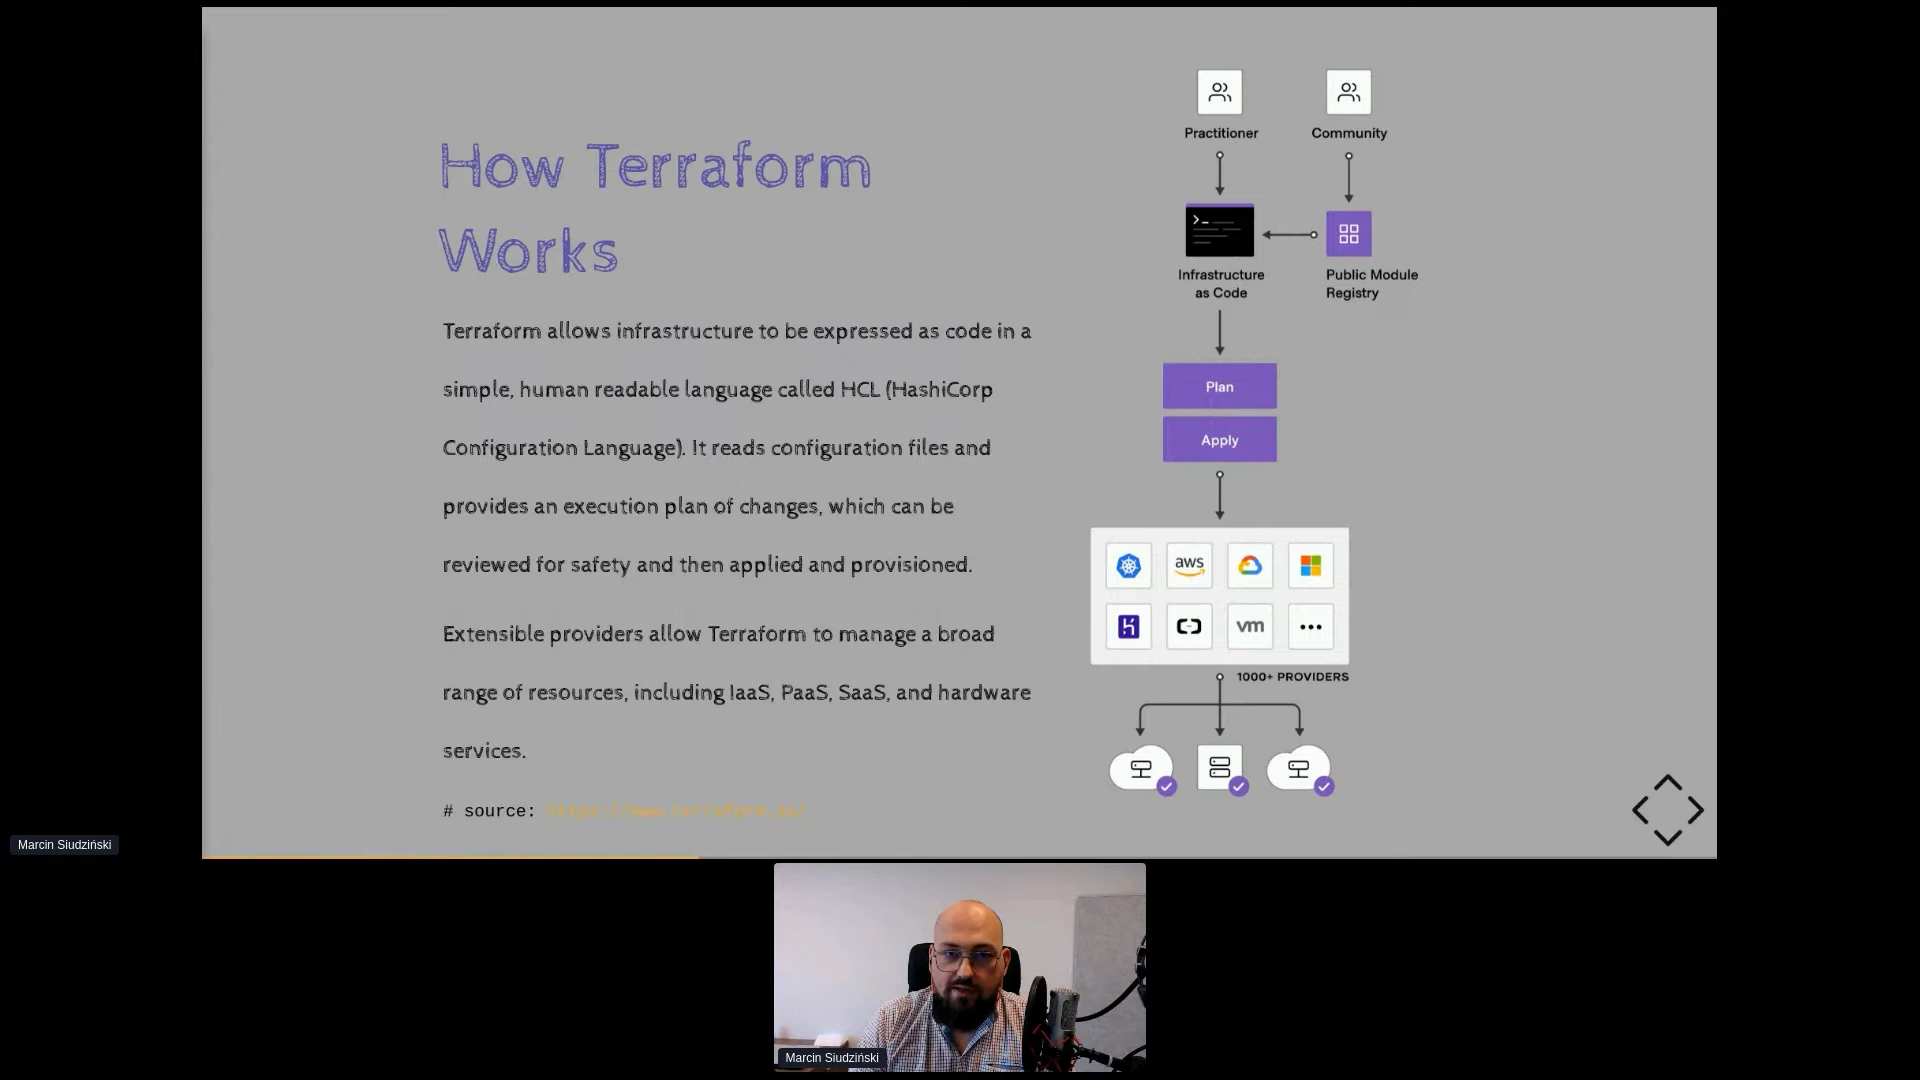 How Terraform
Works
Terraform allows infrastructure to be expressed as code in a
simple, human readable language called HCL (HashiCorp
Configuration Language). It reads configuration files and
provides an execution plan of changes, which can be
reviewed for safety and then applied and provisioned.
Extensible providers allow Terraform to manage a broad
range of resources, including IaaS, PaaS, SaaS, and hardware
services.
# source: https://www.terraform.io/
Practitioner
Community
Infrastructure
as Code
Public Module
Registry
Plan
Apply
aws
vm
1000+ PROVIDERS
Marcin Siudziński
Marcin Siudziński